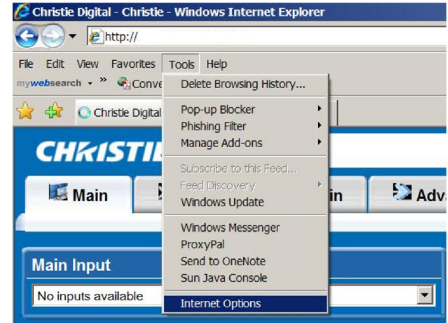 Christie Digital - Christie - Windows Internet Explorer
http://
File Edit View Favorites Tools Help
mywebsearch Conve
Delete Browsing History...
Christie Digital
Pop-up Blocker
Phishing Filter
Manage Add-ons
CHRISTIE
Subscribe to this Feed...
Feed Discovery
Windows Update
Main
in
Adv
Windows Messenger
ProxyPal
Send to OneNote
Sun Java Console
Main Input
No inputs available
Internet Options